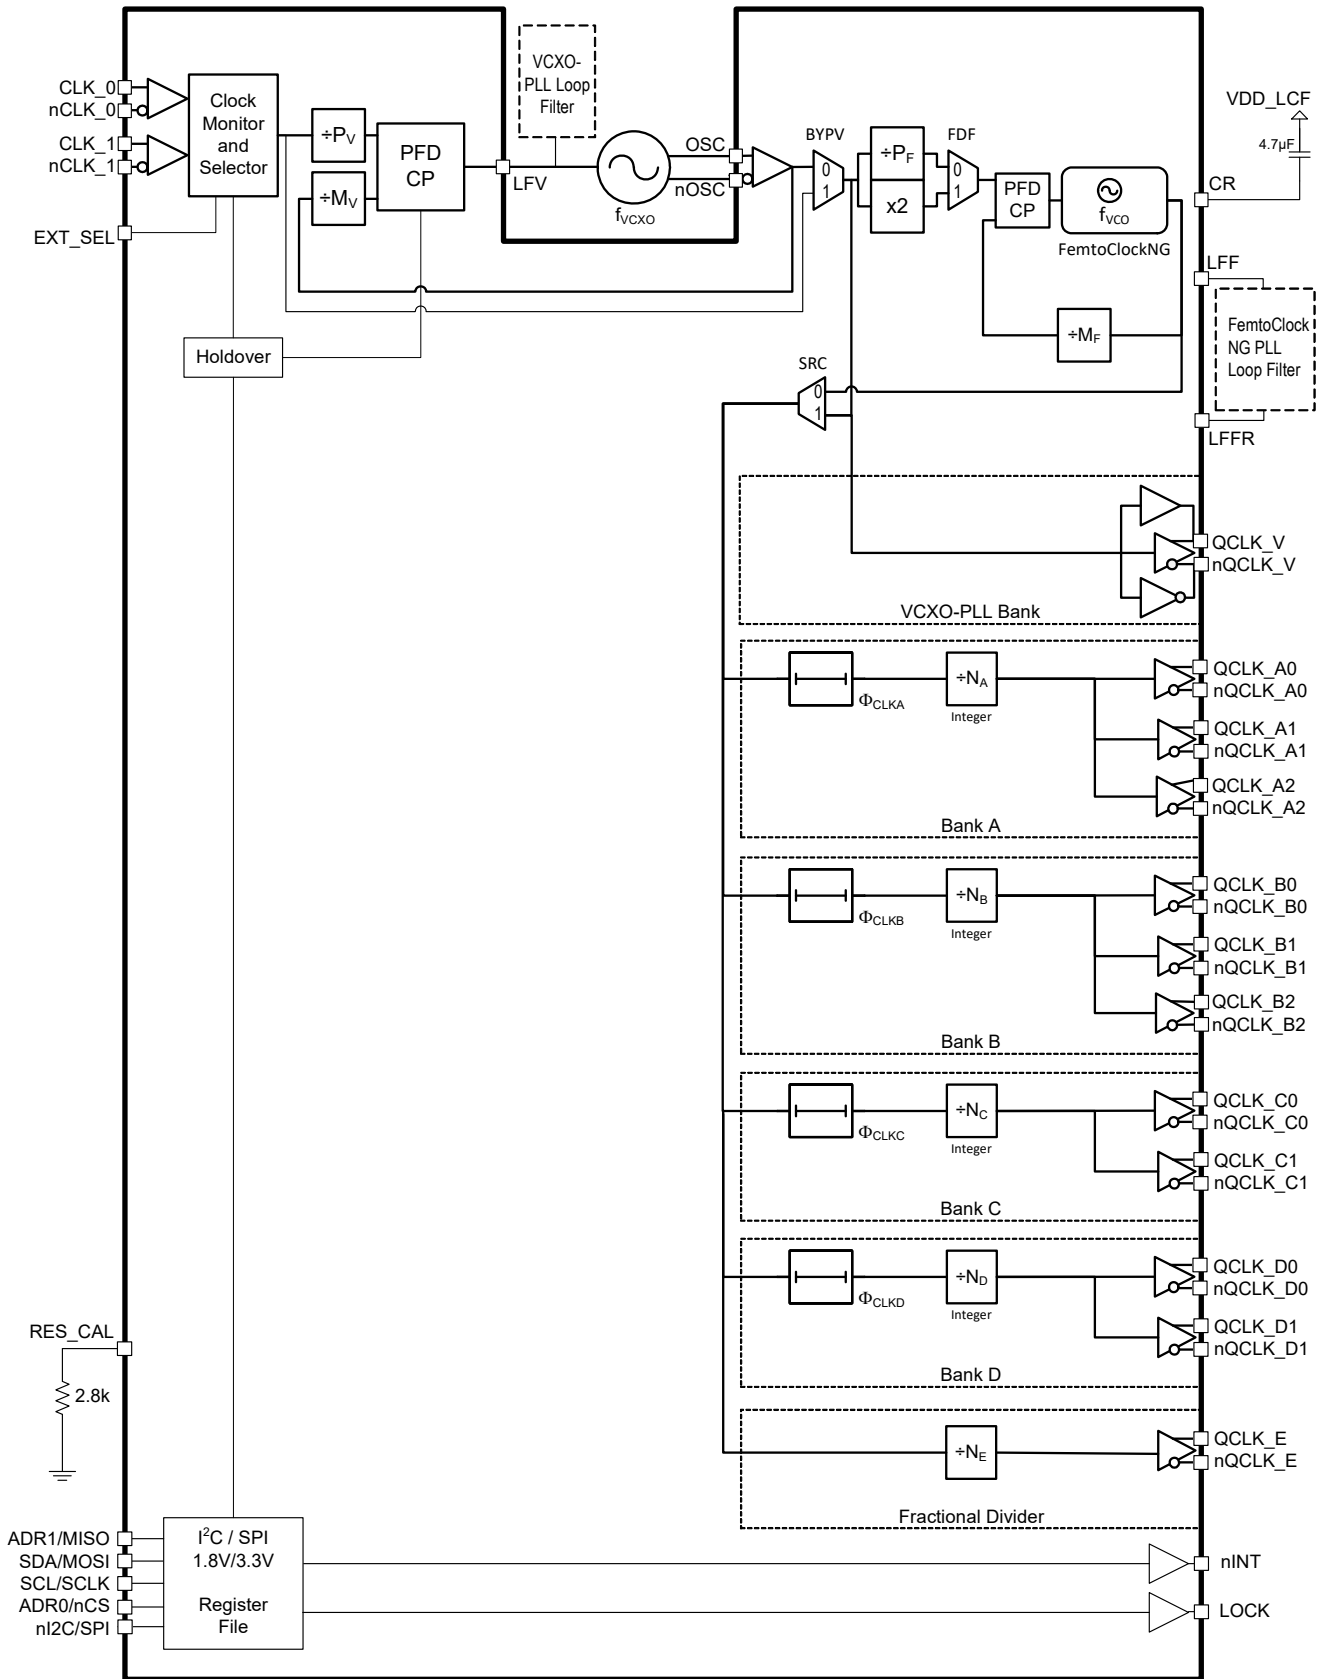 CLK_0
nCLK_0
CLK_1
nCLK_1
EXT_SEL
Clock
Monitor
and
Selector
÷PV
÷MV
PFD
CP
LFV
VCXO-
PLL Loop
Filter
fVCXO
OSC
nOSC
BYPV
0
1
÷PF
x2
FDF
0
1
PFD
CP
fVCO
FemtoClockNG
÷MF
VDD_LCF
4.7µF
CR
LFF
FemtoClock
NG PLL
Loop Filter
LFFR
Holdover
SRC
0
1
QCLK_V
nQCLK_V
VCXO-PLL Bank
ΦCLKA
÷NA
Integer
QCLK_A0
nQCLK_A0
QCLK_A1
nQCLK_A1
QCLK_A2
nQCLK_A2
Bank A
ΦCLKB
÷NB
Integer
QCLK_B0
nQCLK_B0
QCLK_B1
nQCLK_B1
QCLK_B2
nQCLK_B2
Bank B
ΦCLKC
÷NC
Integer
QCLK_C0
nQCLK_C0
QCLK_C1
nQCLK_C1
Bank C
ΦCLKD
÷ND
Integer
QCLK_D0
nQCLK_D0
QCLK_D1
nQCLK_D1
Bank D
÷NE
QCLK_E
nQCLK_E
Fractional Divider
RES_CAL
2.8k
ADR1/MISO
SDA/MOSI
SCL/SCLK
ADR0/nCS
nI2C/SPI
I²C / SPI
1.8V/3.3V
Register
File
nINT
LOCK